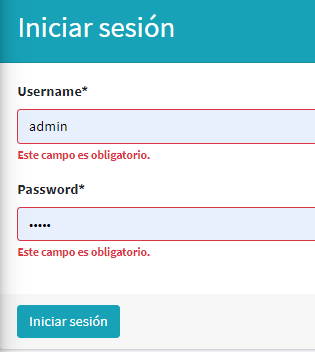 Iniciar sesión
Username*
admin
Este campo es obligatorio.
Password*
•••••
Este campo es obligatorio.
Iniciar sesión